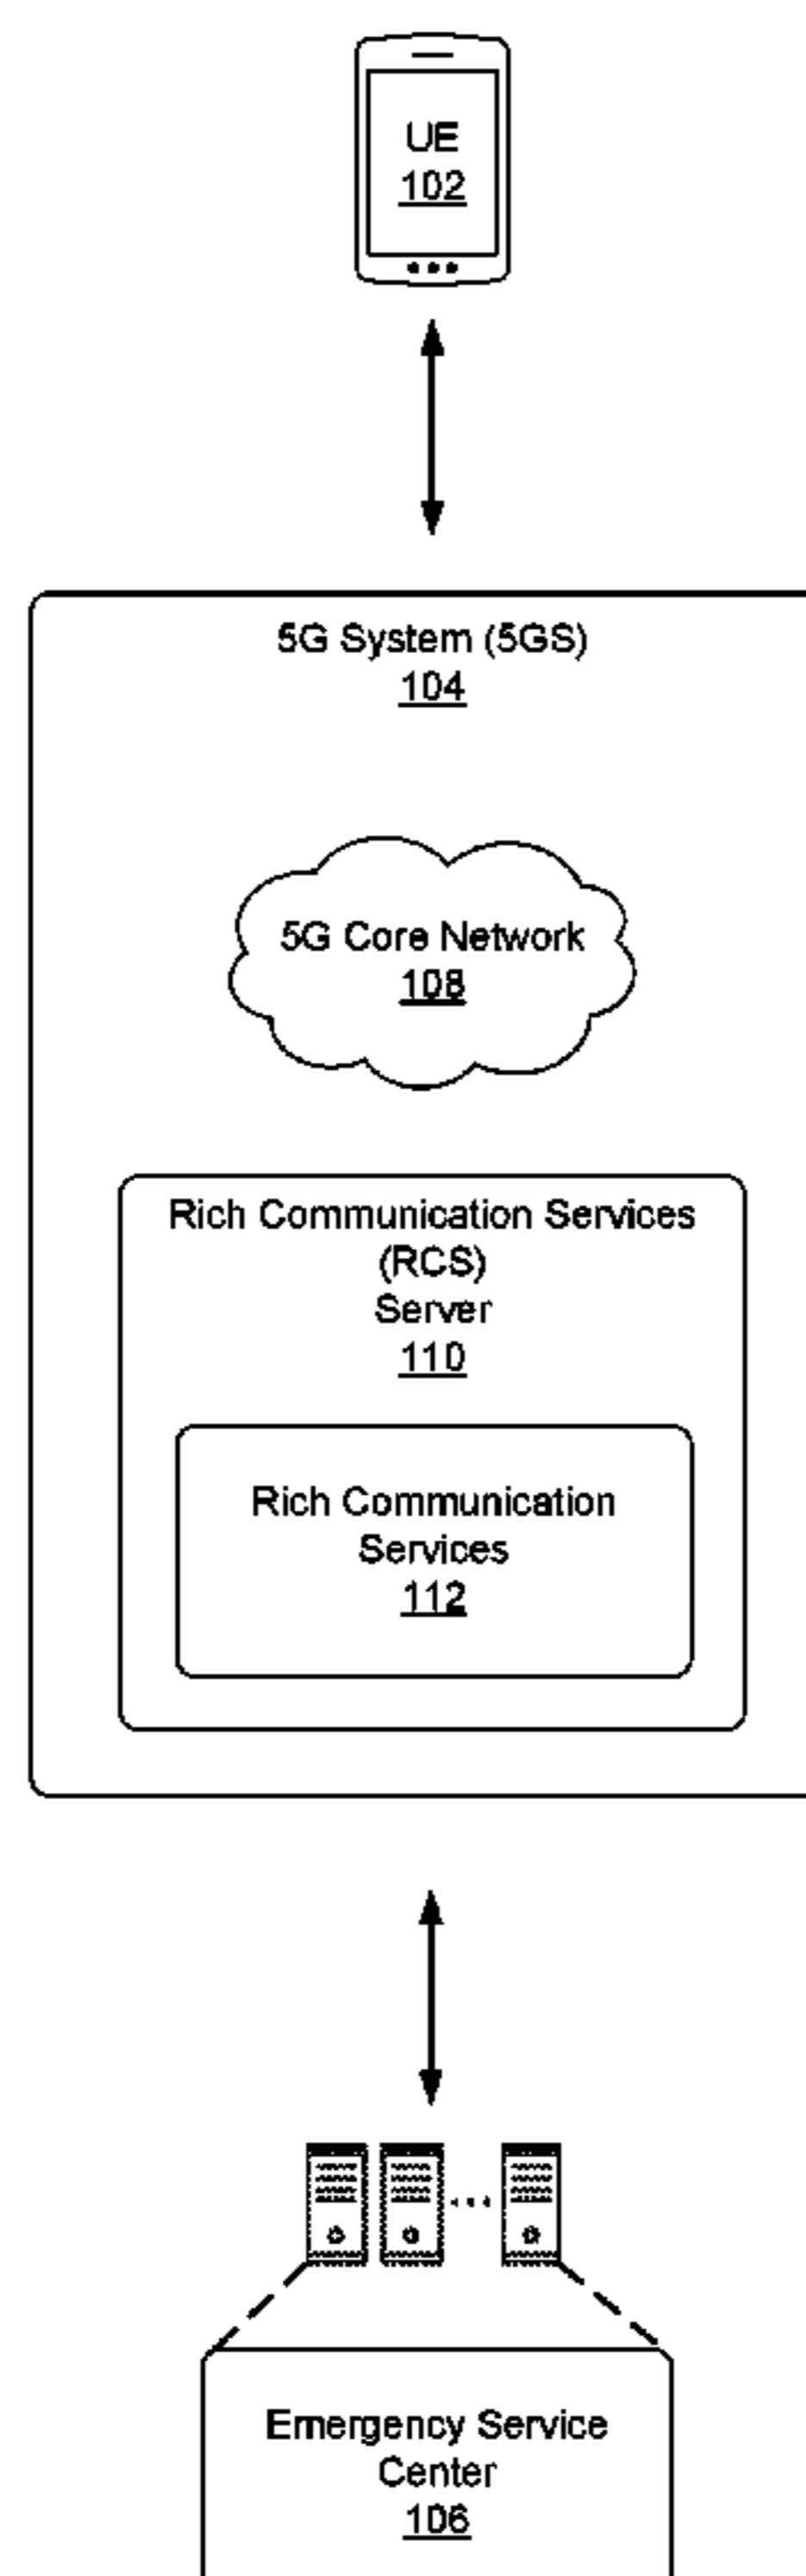 UE
102
5G System (5GS)
104
5G Core Network
108
Rich Communication Services
(RCS)
Server
110
Rich Communication
Services
112
Emergency Service
Center
106